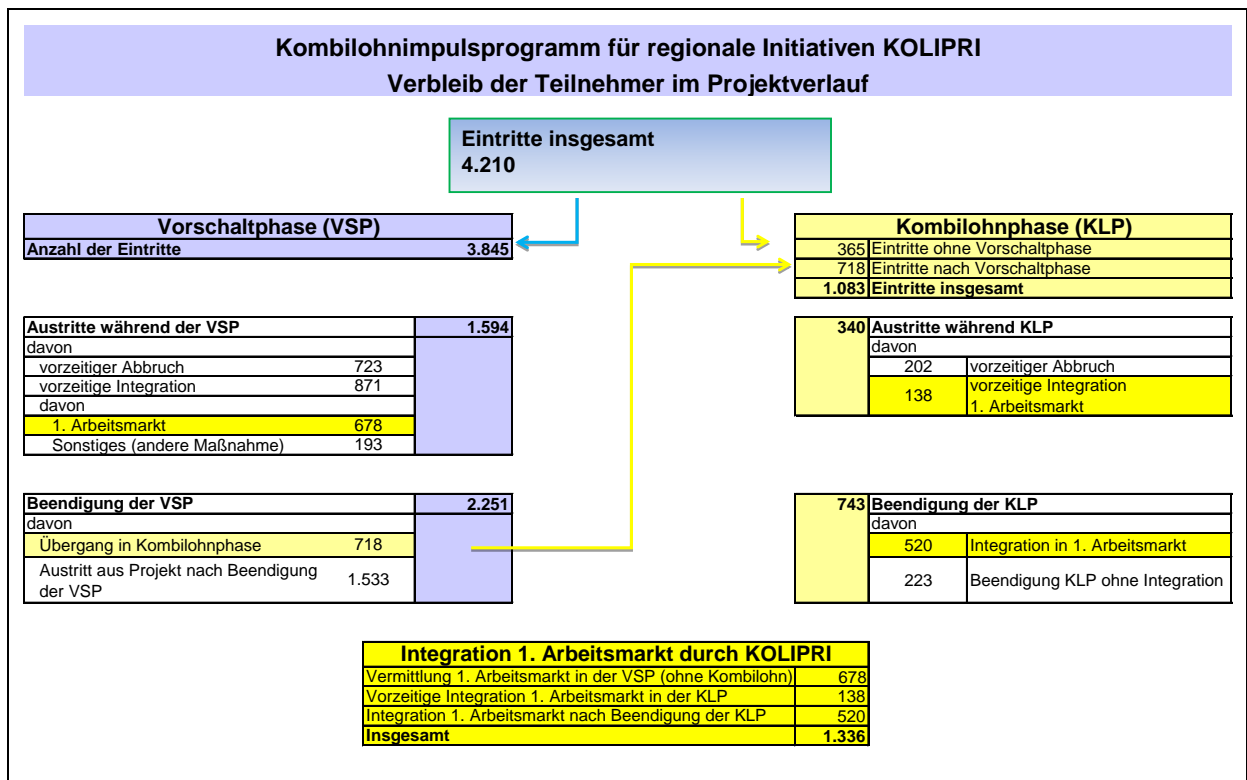 Kombilohnimpulsprogramm für regionale Initiativen KOLIPRI
Verbleib der Teilnehmer im Projektverlauf
Eintritte insgesamt
4.210
Vorschaltphase (VSP)
Anzahl der Eintritte 3.845
Kombilohnphase (KLP)
365 Eintritte ohne Vorschaltphase
718 Eintritte nach Vorschaltphase
1.083 Eintritte insgesamt
Austritte während der VSP 1.594
davon
vorzeitiger Abbruch 723
vorzeitige Integration 871
davon
1. Arbeitsmarkt 678
Sonstiges (andere Maßnahme) 193
340 Austritte während KLP
davon
202 vorzeitiger Abbruch
138 vorzeitige Integration
1. Arbeitsmarkt
Beendigung der VSP 2.251
davon
Übergang in Kombilohnphase 718
Austritt aus Projekt nach Beendigung
der VSP 1.533
743 Beendigung der KLP
davon
520 Integration in 1. Arbeitsmarkt
223 Beendigung KLP ohne Integration
Integration 1. Arbeitsmarkt durch KOLIPRI
Vermittlung 1. Arbeitsmarkt in der VSP (ohne Kombilohn) 678
Vorzeitige Integration 1. Arbeitsmarkt in der KLP 138
Integration 1. Arbeitsmarkt nach Beendigung der KLP 520
Insgesamt 1.336